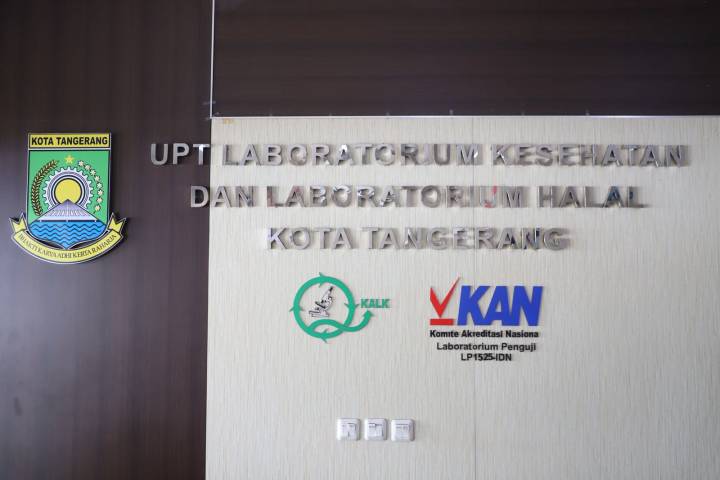 KOTA TANGERANG
BHAKTI KARYA ADHI KERTA RAHARJA
UPT LABORATORIUM KESEHATAN
DAN LABORATORIUM HALAL
KOTA TANGERANG
KALK
KAN
Komite Akreditasi Nasiona
Laboratorium Penguji
LP1525-IDN